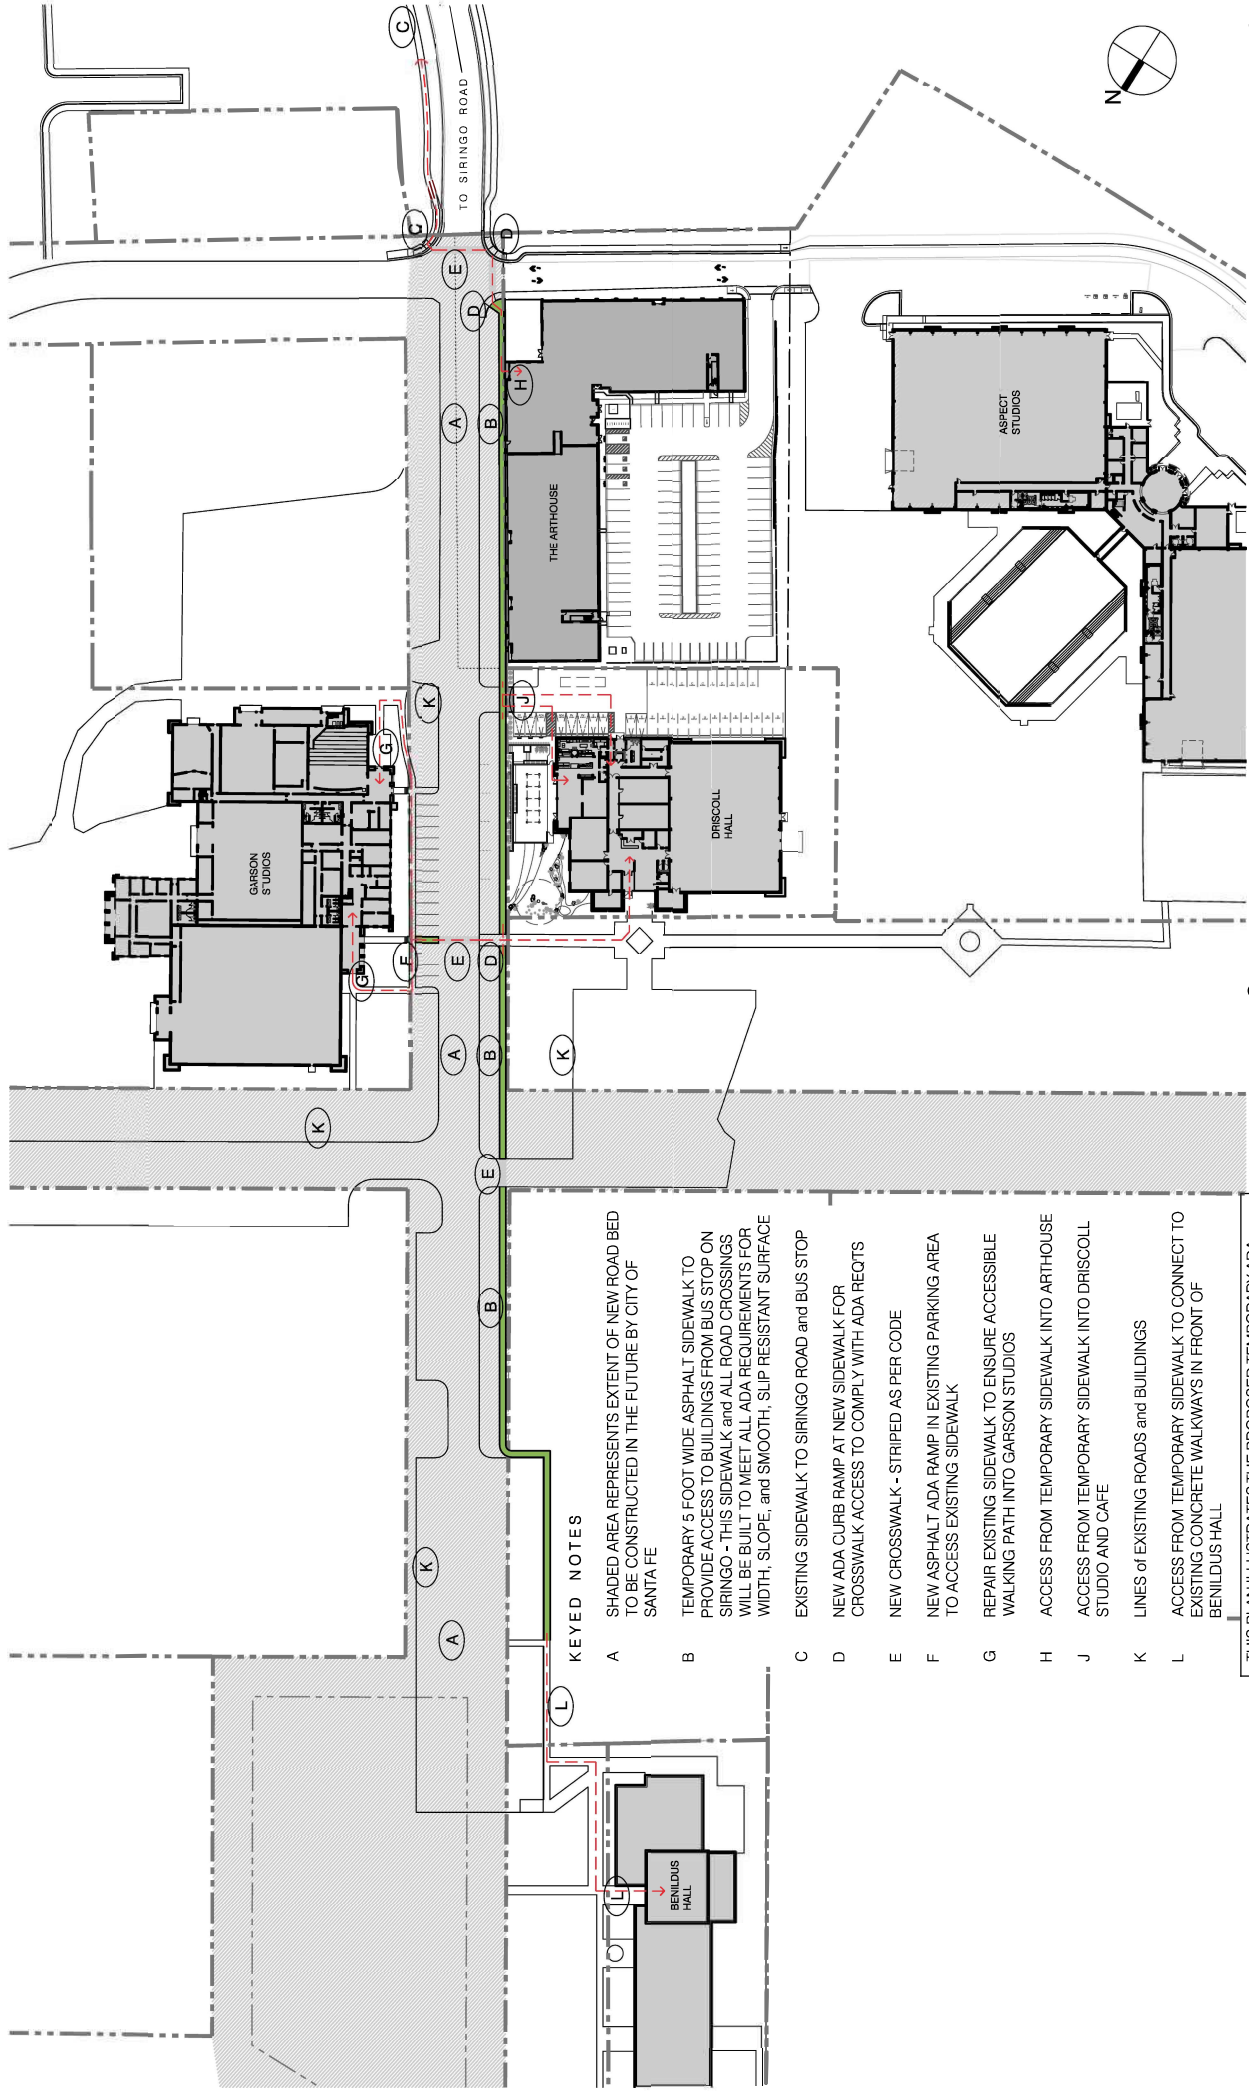 KEYED NOTES
A
SHADED AREA REPRESENTS EXTENT OF NEW ROAD BED
TO BE CONSTRUCTED IN THE FUTURE BY CITY OF
SANTA FE
B
TEMPORARY 5 FOOT WIDE ASPHALT SIDEWALK TO
PROVIDE ACCESS TO BUILDINGS FROM BUS STOP ON
SIRINGO - THIS SIDEWALK and ALL ROAD CROSSINGS
WILL BE BUILT TO MEET ALL ADA REQUIREMENTS FOR
WIDTH, SLOPE, and SMOOTH, SLIP RESISTANT SURFACE
C
EXISTING SIDEWALK TO SIRINGO ROAD and BUS STOP
D
NEW ADA CURB RAMP AT NEW SIDEWALK FOR
CROSSWALK ACCESS TO COMPLY WITH ADA REQ'TS
E
NEW CROSSWALK - STRIPED AS PER CODE
F
NEW ASPHALT ADA RAMP IN EXISTING PARKING AREA
TO ACCESS EXISTING SIDEWALK
G
REPAIR EXISTING SIDEWALK TO ENSURE ACCESSIBLE
WALKING PATH INTO GARSON STUDIOS
H
ACCESS FROM TEMPORARY SIDEWALK INTO ARTHOUSE
J
ACCESS FROM TEMPORARY SIDEWALK INTO DRISCOLL
STUDIO AND CAFE
K
LINES of EXISTING ROADS and BUILDINGS
L
ACCESS FROM TEMPORARY SIDEWALK TO CONNECT TO
EXISTING CONCRETE WALKWAYS IN FRONT OF
BENILDUS HALL
BENILDUS
HALL
L
L
A
K
B
K
E
A
B
K
E
D
F
G
G
GARSON
STUDIOS
DRISCOLL
HALL
K
J
THE ARTHOUSE
A
B
H
D
E
D
C
C
TO SIRINGO ROAD
ASPECT
STUDIOS
N